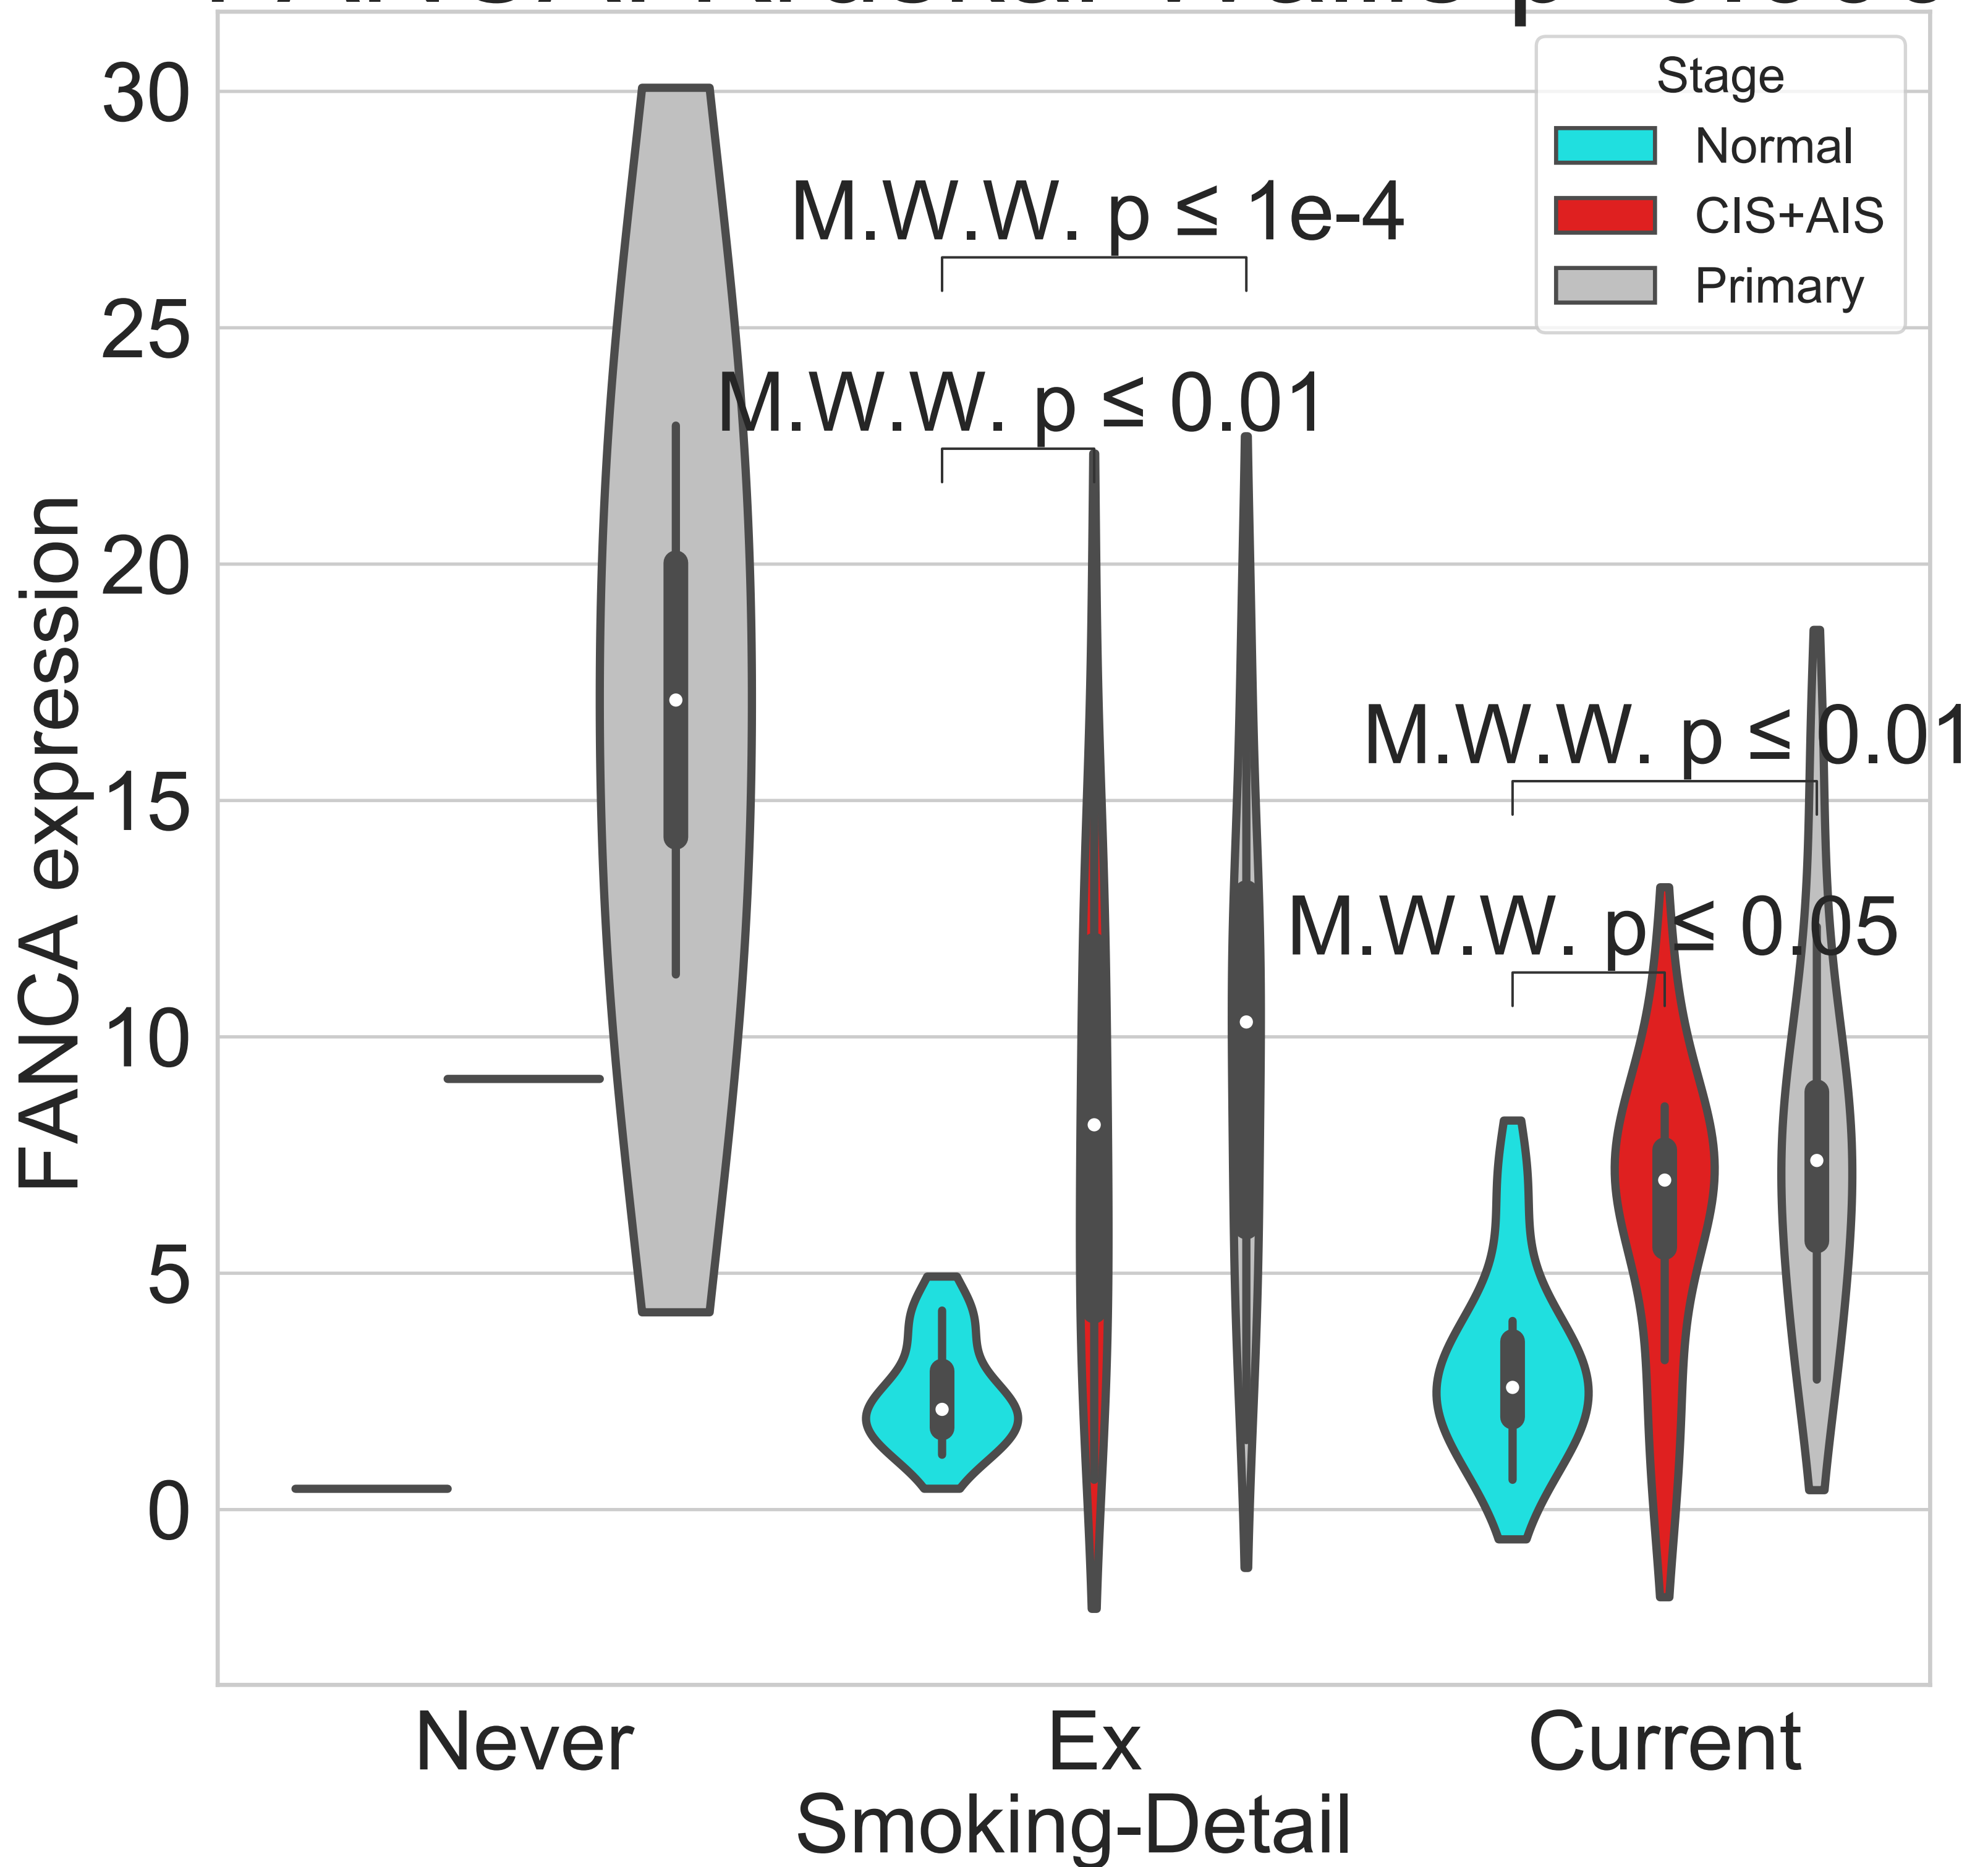 Stage
Normal
CIS+AIS
Primary
30
25
20
15
10
5
0
FANCA expression
M.W.W. p ≤ 1e-4
M.W.W. p ≤ 0.01
M.W.W. p ≤ 0.01
M.W.W. p ≤ 0.05
Never
Ex
Current
Smoking-Detail